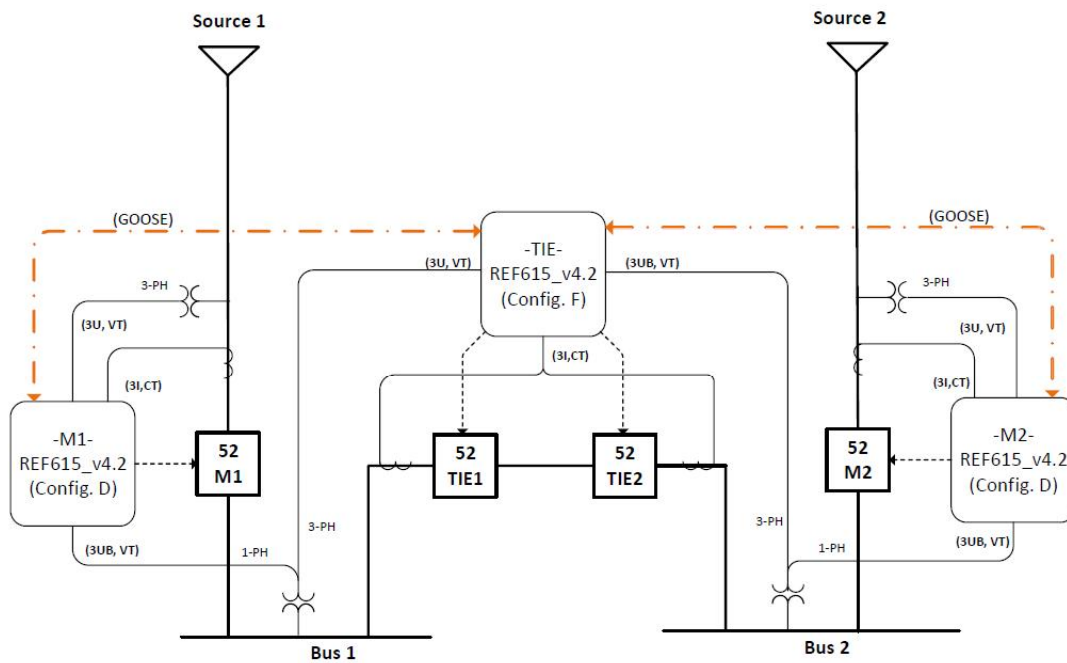 Source 1
Source 2
(GOOSE)
(GOOSE)
-TIE-
REF615_v4.2
(Config. F)
(3U, VT)
(3UB, VT)
3-PH
3-PH
(3U, VT)
(3U, VT)
(3I,CT)
(3I,CT)
(3I,CT)
-M1-
REF615_v4.2
(Config. D)
52
M1
52
TIE1
52
TIE2
52
M2
-M2-
REF615_v4.2
(Config. D)
3-PH
3-PH
(3UB, VT)
1-PH
1-PH
(3UB, VT)
Bus 1
Bus 2